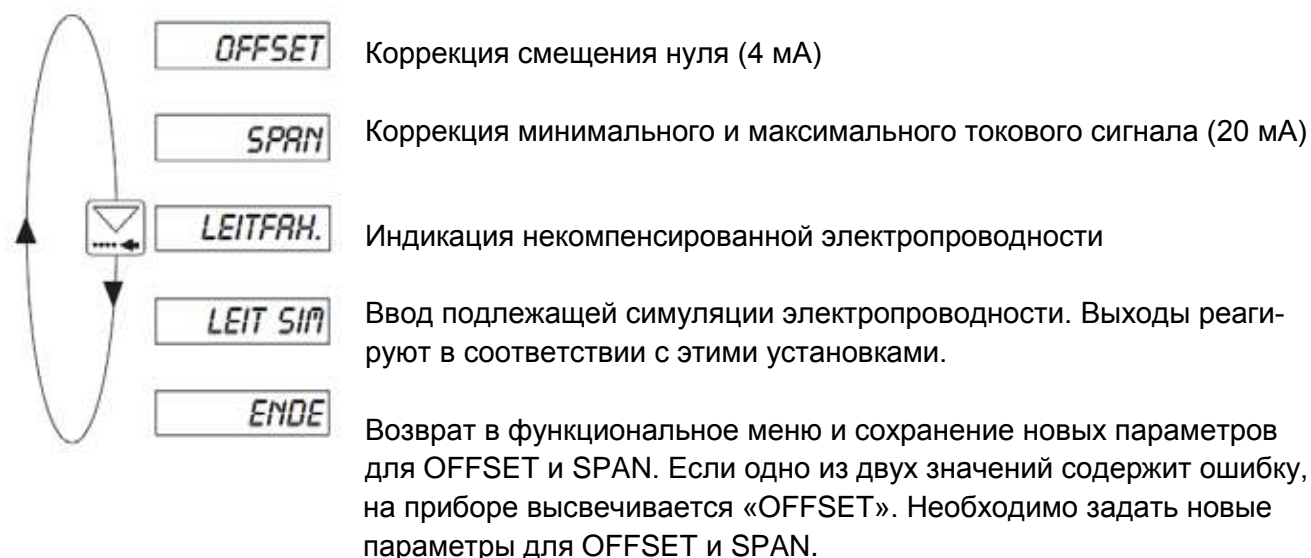 OFFSET
Коррекция смещения нуля (4 мА)
SPAN
Коррекция минимального и максимального токового сигнала (20 мА)
LEITFAH.
Индикация некомпенсированной электропроводности
LEIT SIM
Ввод подлежащей симуляции электропроводности. Выходы реаги-
руют в соответствии с этими установками.
ENDE
Возврат в функциональное меню и сохранение новых параметров
для OFFSET и SPAN. Если одно из двух значений содержит ошибку,
на приборе высвечивается «OFFSET». Необходимо задать новые
параметры для OFFSET и SPAN.